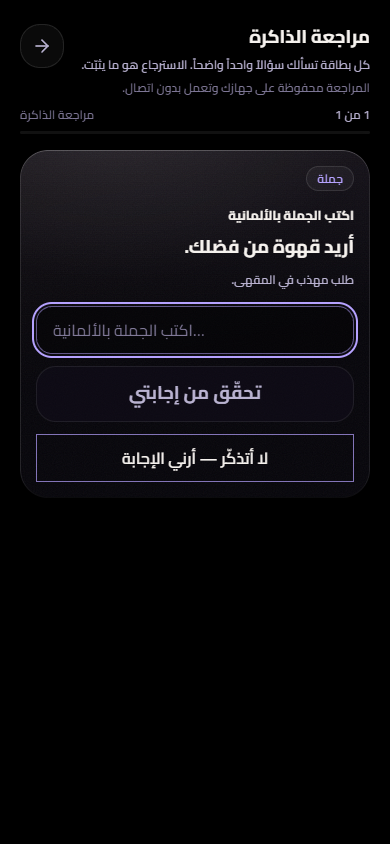 مراجعة الذاكرة
كل بطاقة تسألك سؤالاً واحداً واضحاً. الاسترجاع هو ما يثبّت.
المراجعة محفوظة على جهازك وتعمل بدون اتصال.
1 من 1
مراجعة الذاكرة
جملة
اكتب الجملة بالألمانية
أريد قهوة من فضلك.
طلب مهذب في المقهى.
اكتب الجملة بالألمانية...
تحقّق من إجابتي
لا أتذكّر — أرني الإجابة